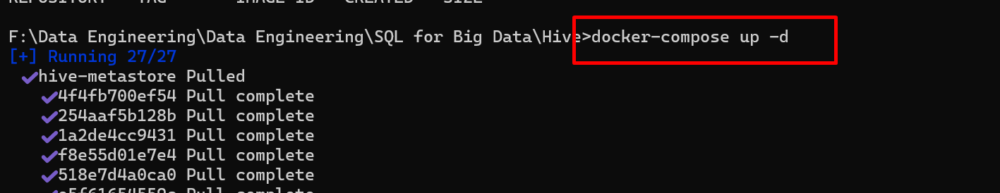 REPOSITORY TAG IMAGE ID CREATED SIZE
F:\Data Engineering\Data Engineering\SQL for Big Data\Hive>docker-compose up -d
[+] Running 27/27
✔hive-metastore Pulled
✔4f4fb700ef54 Pull complete
✔254aaf5b128b Pull complete
✔1a2de4cc9431 Pull complete
✔f8e55d01e7e4 Pull complete
✔518e7d4a0ca0 Pull complete
Pull complete